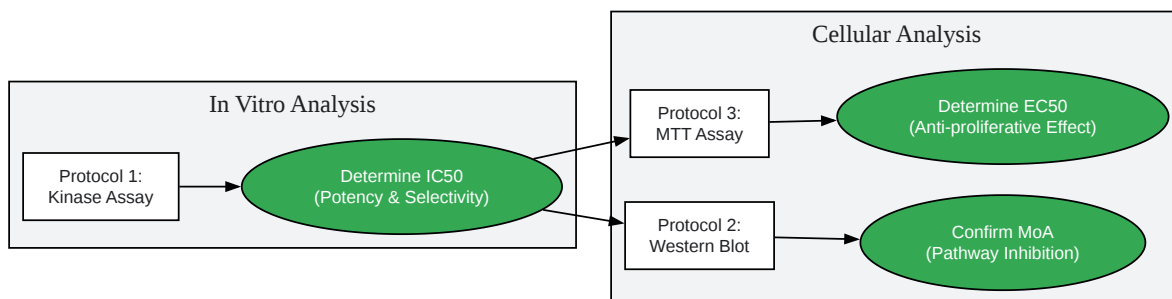 In Vitro Analysis
Protocol 1:
Kinase Assay
Determine IC50
(Potency & Selectivity)
Cellular Analysis
Protocol 3:
MTT Assay
Determine EC50
(Anti-proliferative Effect)
Protocol 2:
Western Blot
Confirm MoA
(Pathway Inhibition)